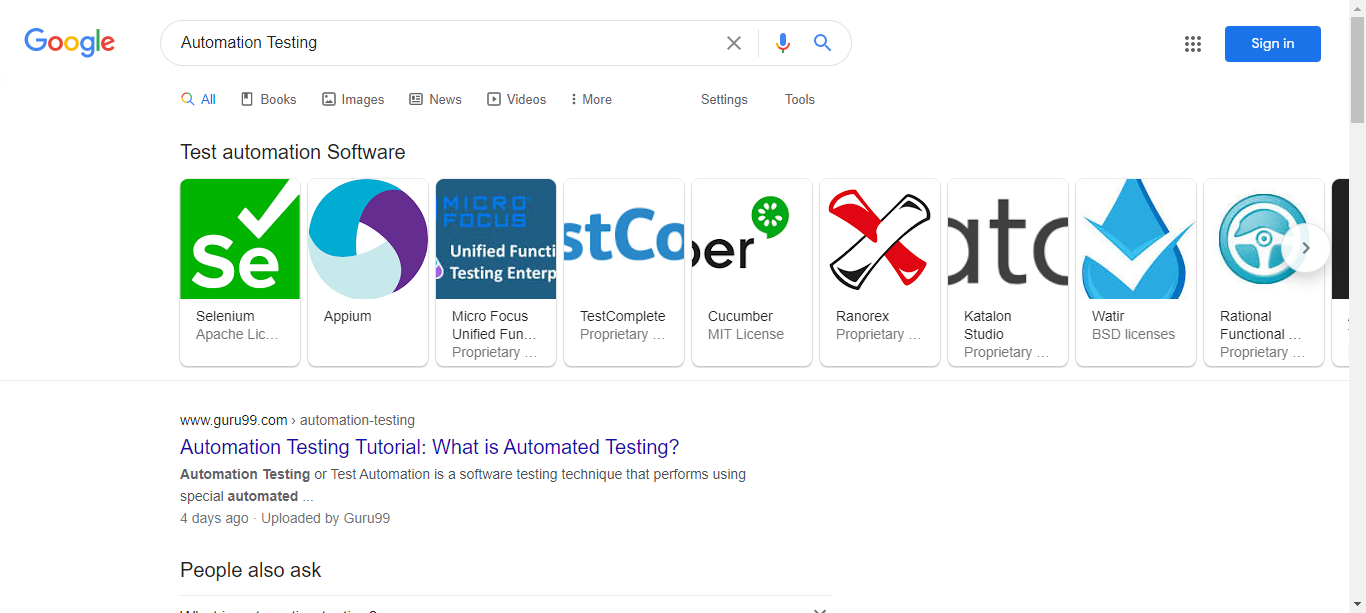 Google
Automation Testing
Sign in
All Books Images News Videos More Settings Tools
Test automation Software
Se
MICRO
FOCUS
Unified Functi
Testing Enterp
stCo
ber
atc
Selenium
Apache Lic...
Appium
Micro Focus
Unified Fun...
Proprietary ...
TestComplete
Proprietary ...
Cucumber
MIT License
Ranorex
Proprietary ...
Katalon
Studio
Proprietary ...
Watir
BSD licenses
Rational
Functional ...
Proprietary ...
www.guru99.com › automation-testing
Automation Testing Tutorial: What is Automated Testing?
Automation Testing or Test Automation is a software testing technique that performs using
special automated ...
4 days ago · Uploaded by Guru99
People also ask